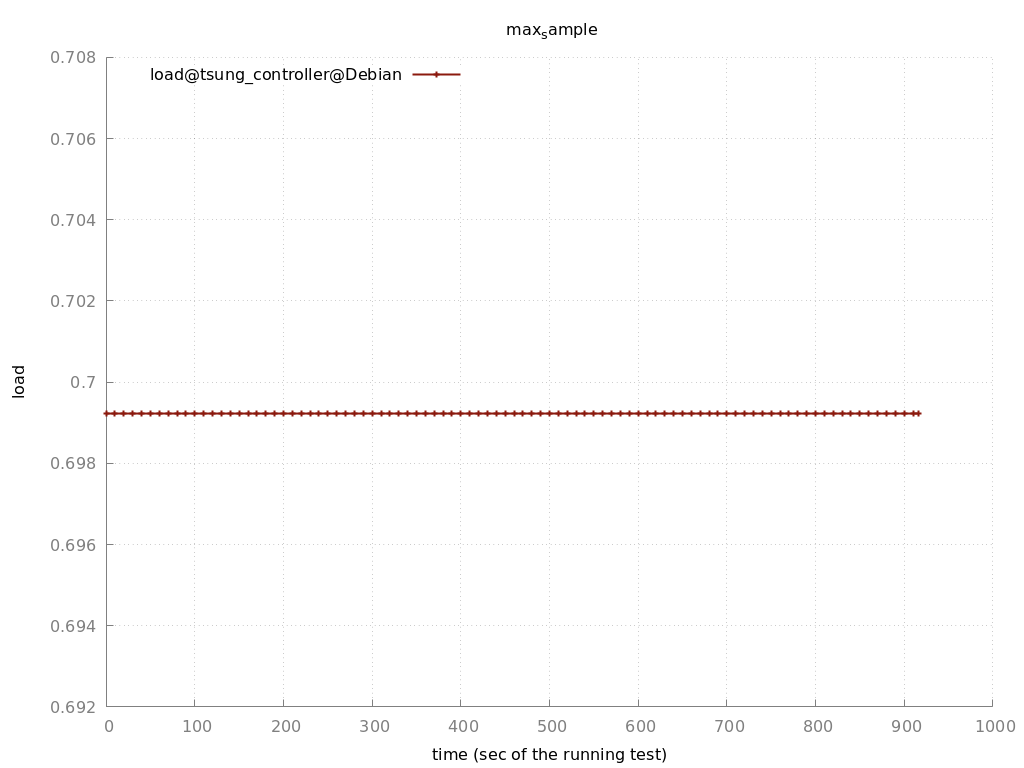 max_sample
load@tsung_controller@Debian
0.708
0.706
0.704
0.702
0.7
0.698
0.696
0.694
0.692
load
0 100 200 300 400 500 600 700 800 900 1000
time (sec of the running test)